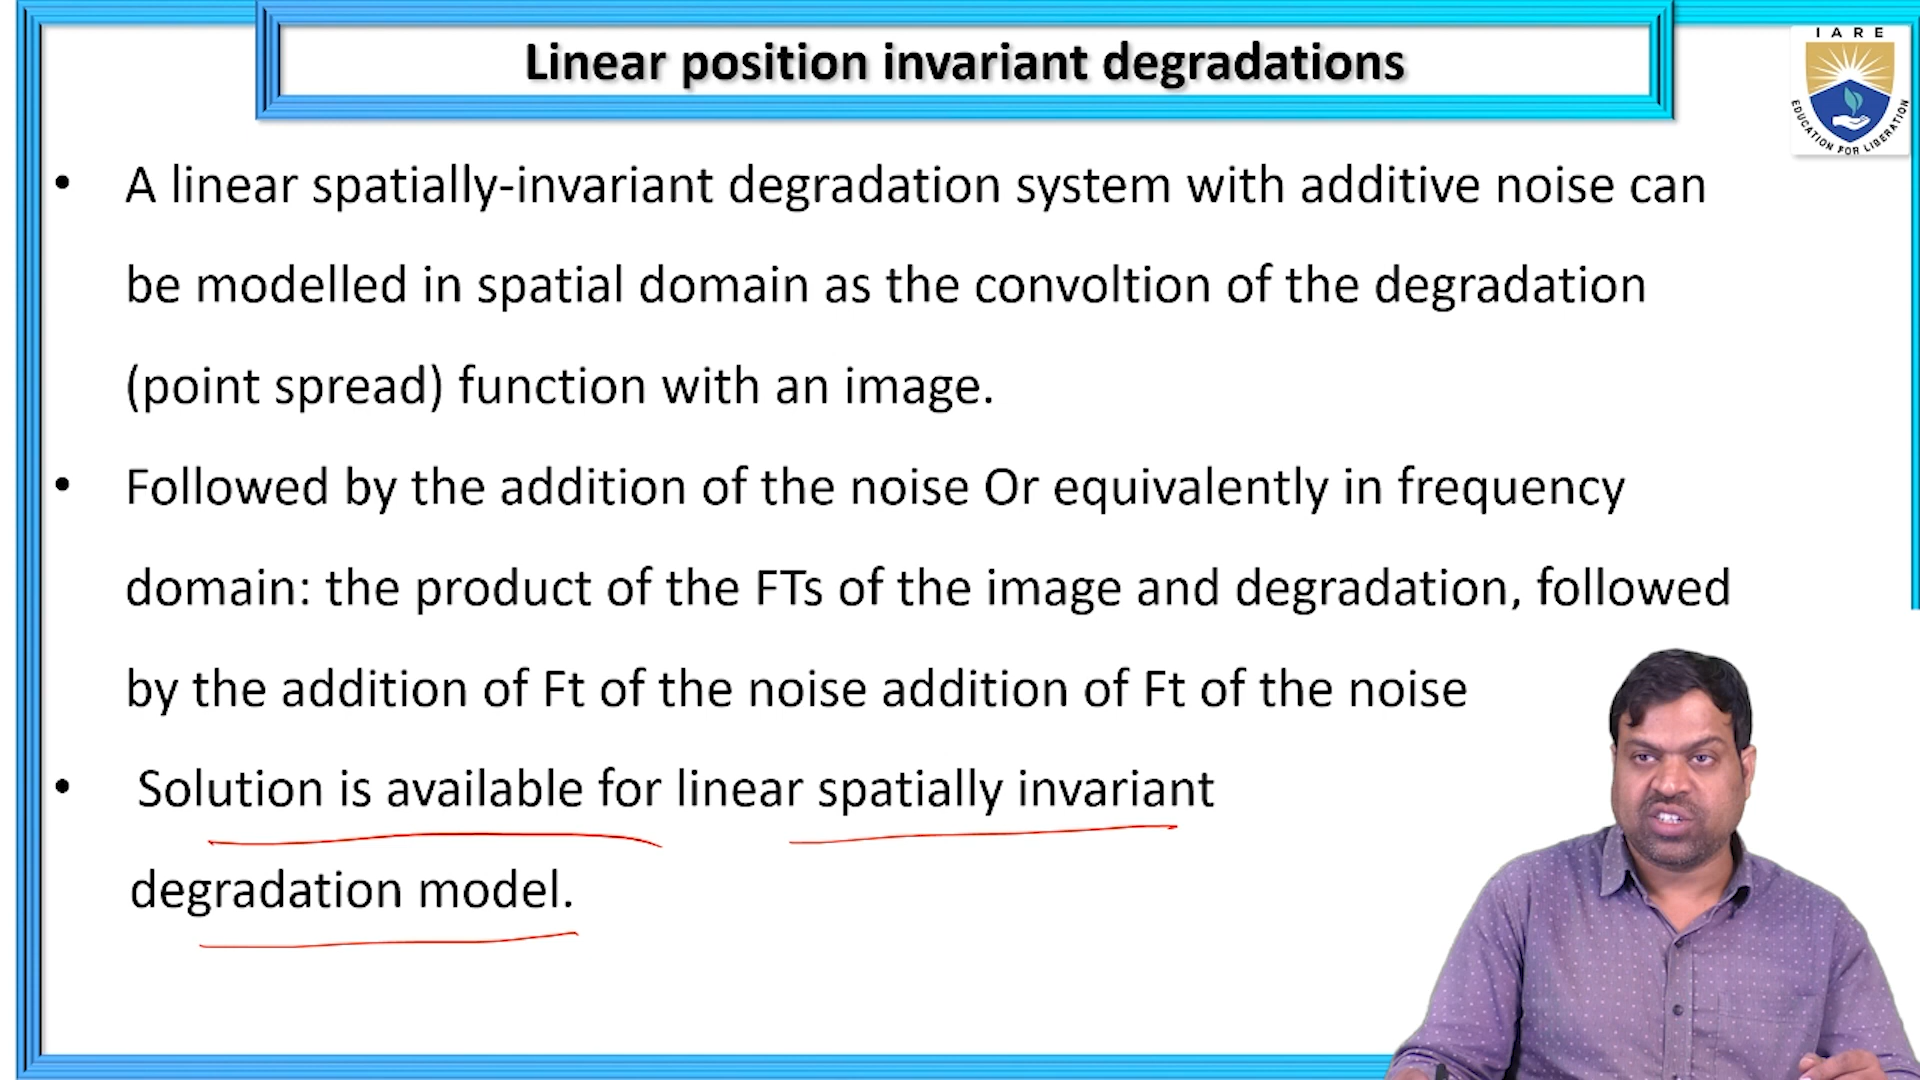 Linear position invariant degradations
I A R E
EDUCATION FOR LIBERATION
• A linear spatially-invariant degradation system with additive noise can
be modelled in spatial domain as the convoltion of the degradation
(point spread) function with an image.
• Followed by the addition of the noise Or equivalently in frequency
domain: the product of the FTs of the image and degradation, followed
by the addition of Ft of the noise addition of Ft of the noise
• Solution is available for linear spatially invariant
degradation model.